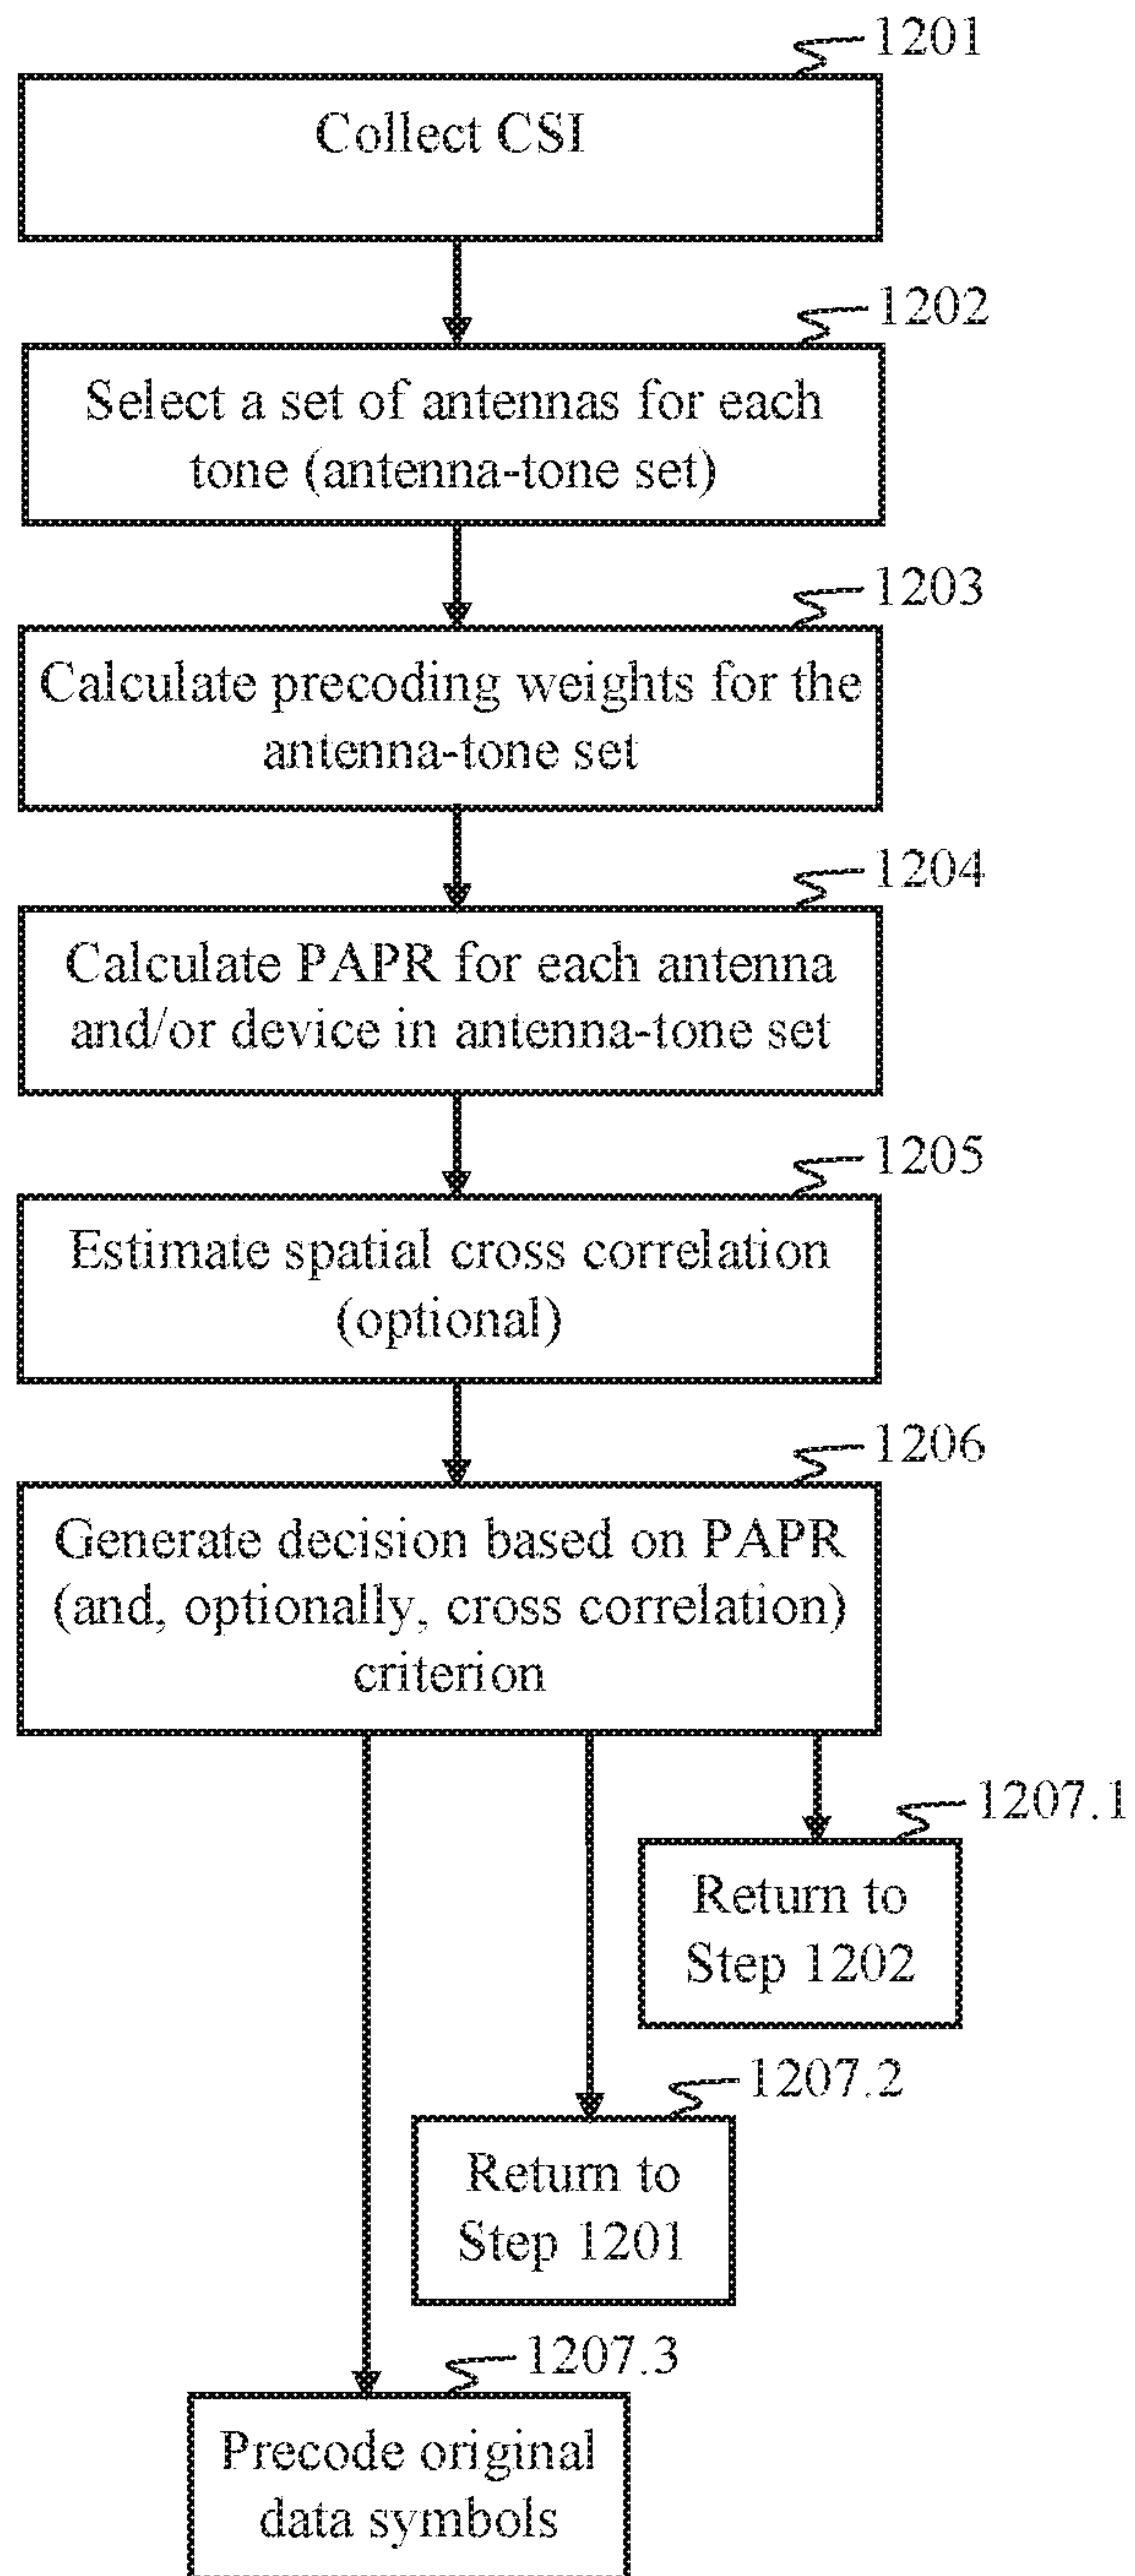 1201
Collect CSI
1202
Select a set of antennas for each
tone (antenna-tone set)
1203
Calculate precoding weights for the
antenna-tone set
1204
Calculate PAPR for each antenna
and/or device in antenna-tone set
1205
Estimate spatial cross correlation
(optional)
1206
Generate decision based on PAPR
(and, optionally, cross correlation)
criterion
1207.1
Return to
Step 1202
1207.2
Return to
Step 1201
1207.3
Precode original
data symbols